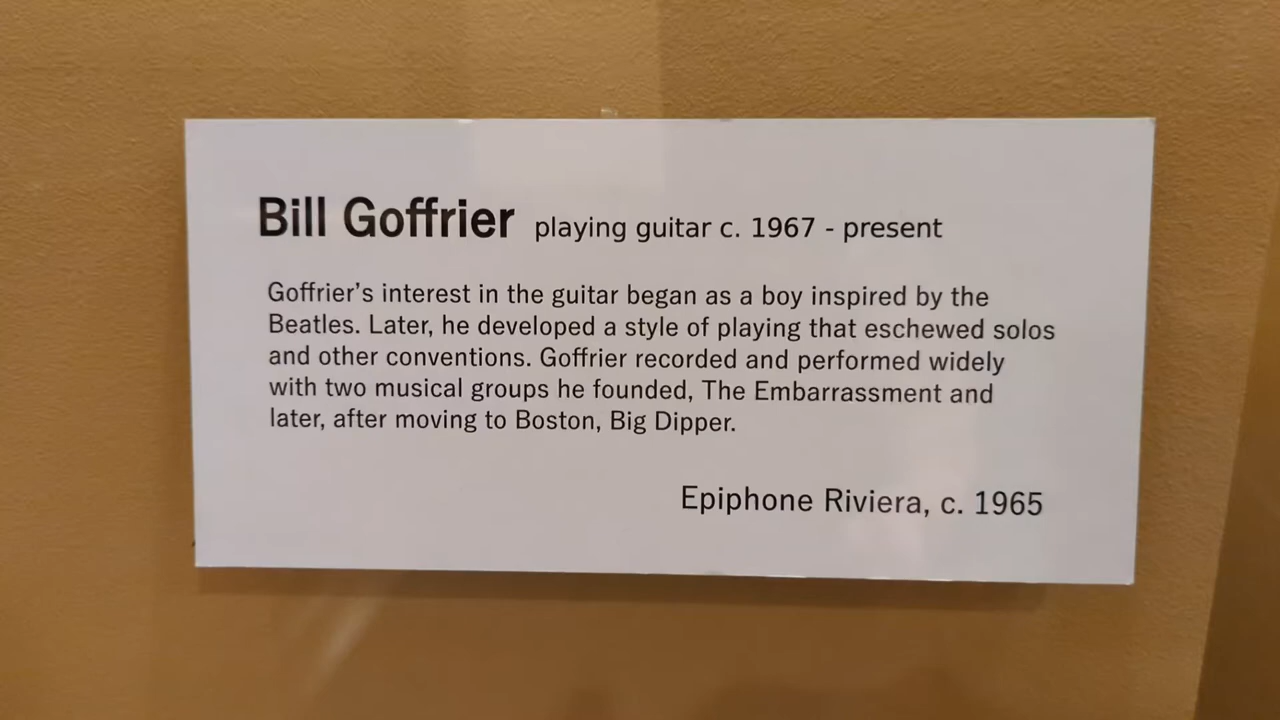 Bill Goffrier playing guitar c. 1967 - present
Goffrier's interest in the guitar began as a boy inspired by the
Beatles. Later, he developed a style of playing that eschewed solos
and other conventions. Goffrier recorded and performed widely
with two musical groups he founded, The Embarrassment and
later, after moving to Boston, Big Dipper.
Epiphone Riviera, c. 1965